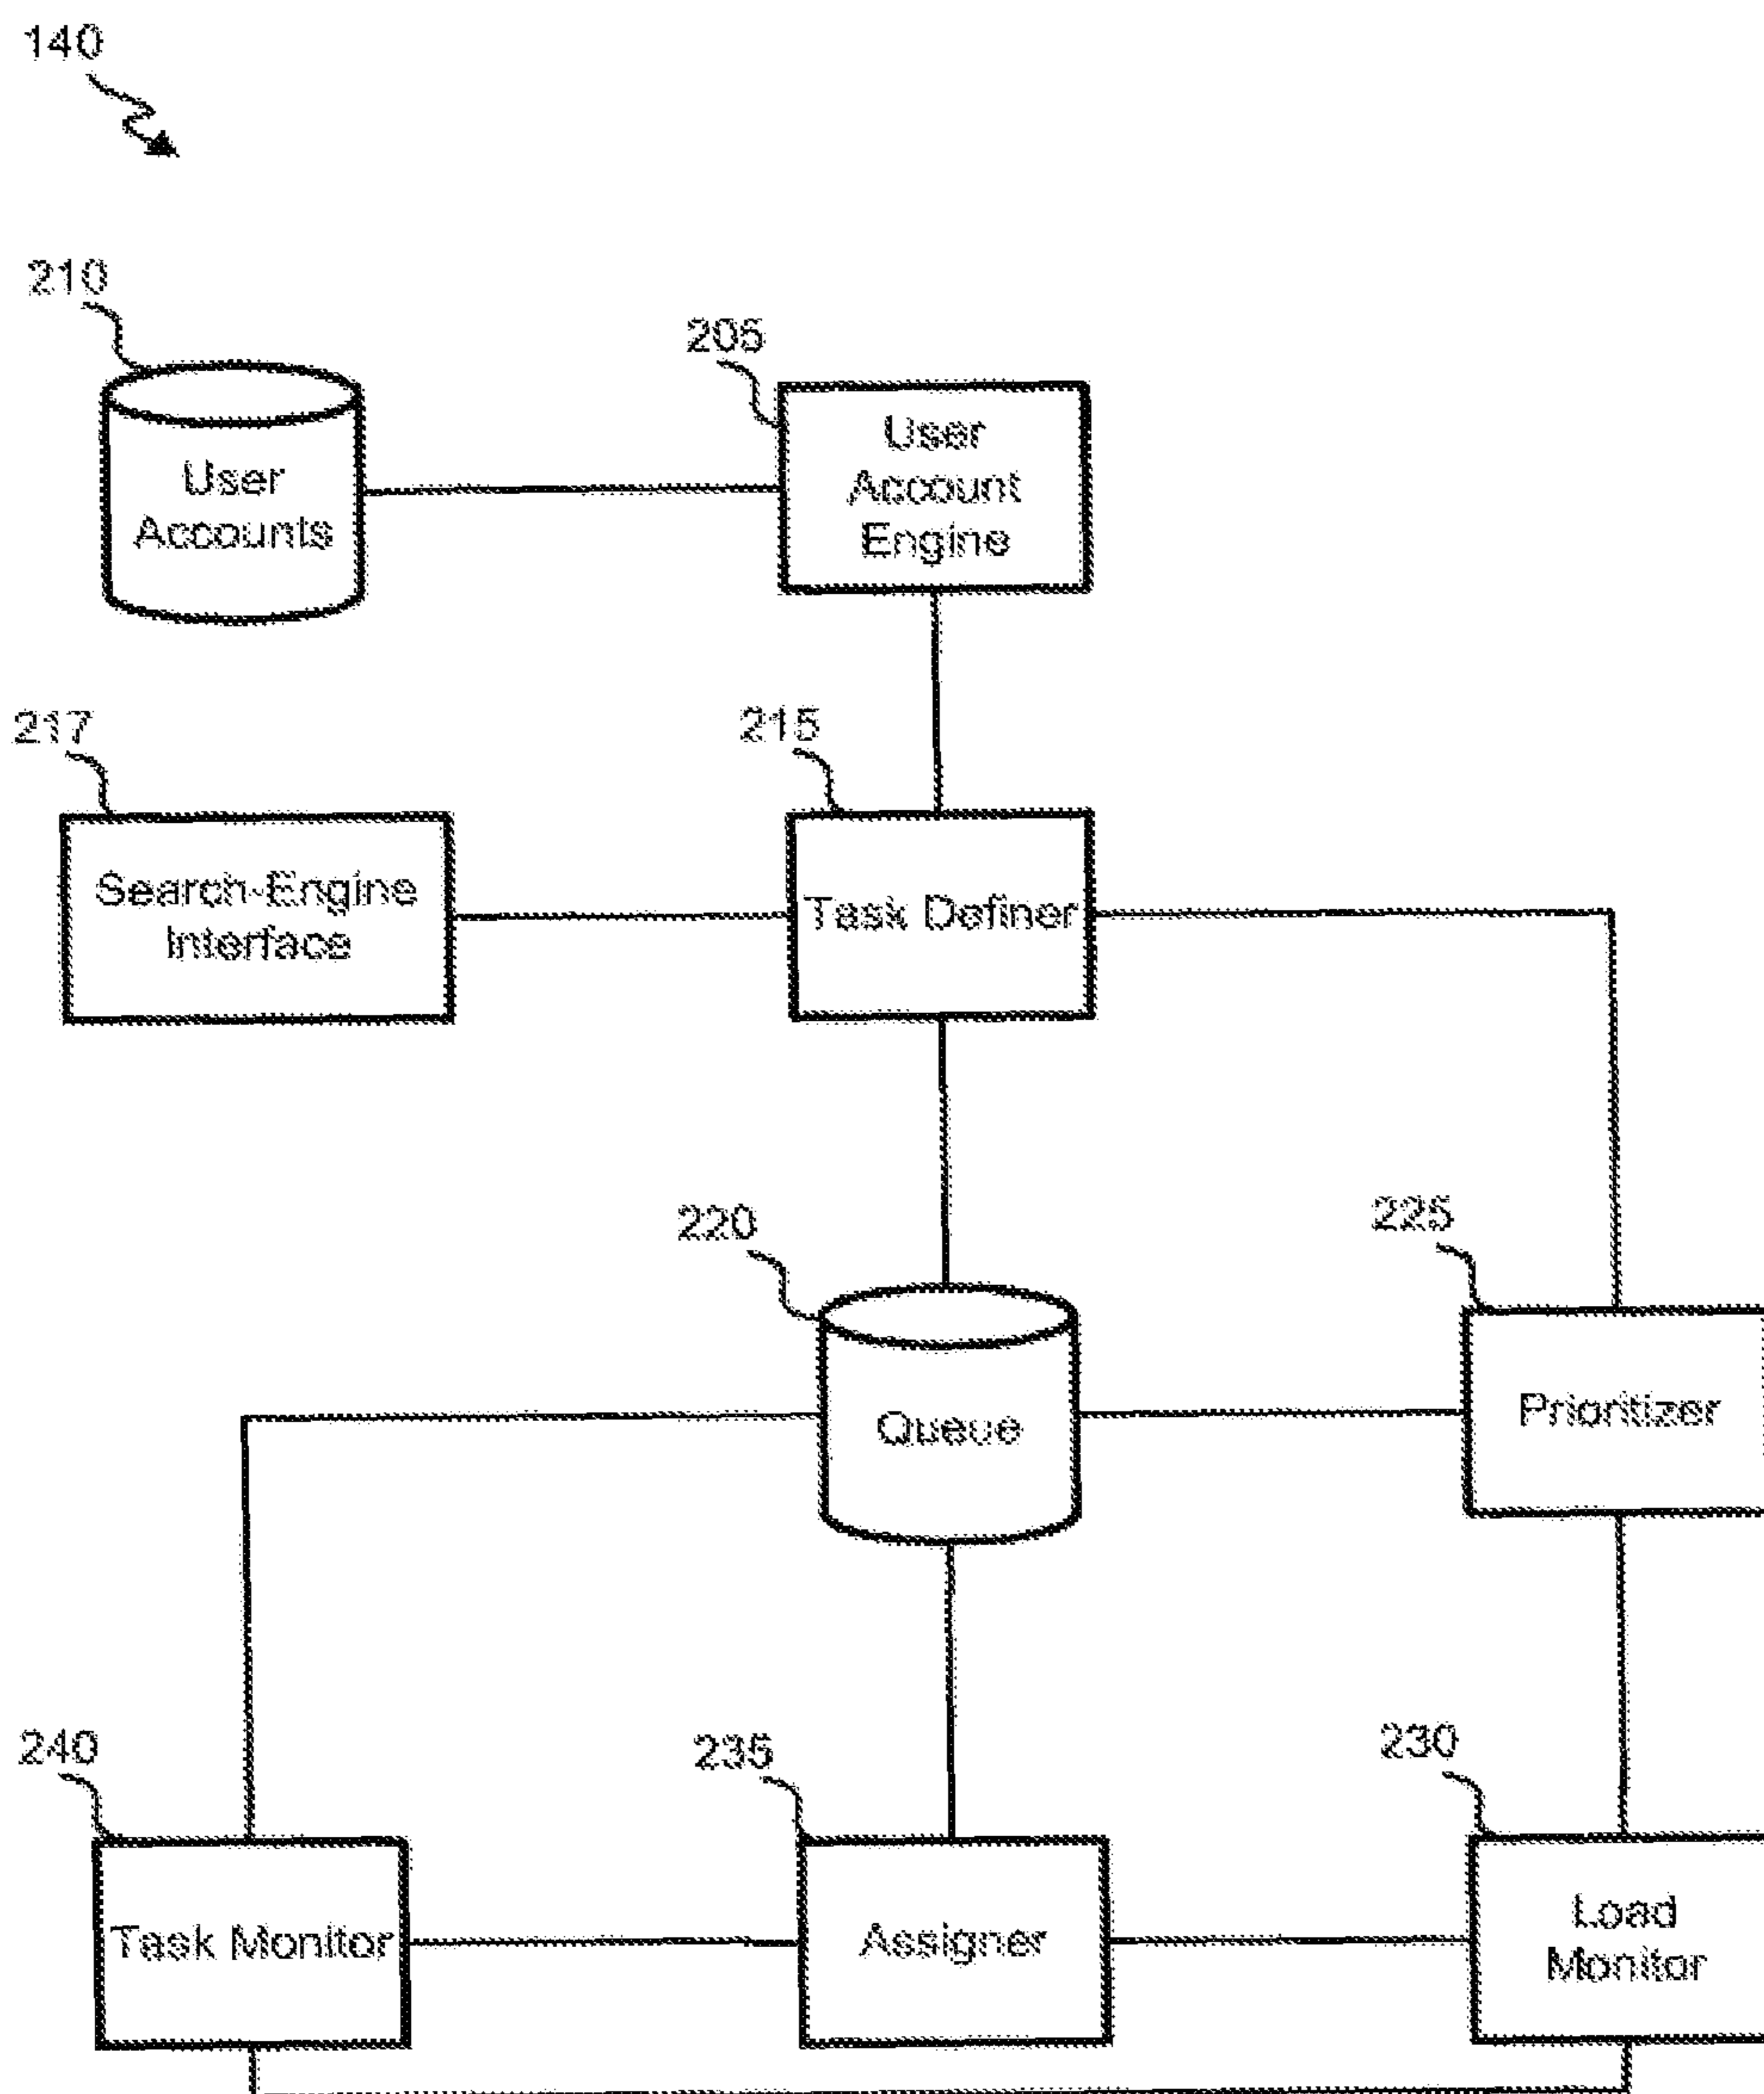 140
210
205
User
Accounts
User
Account
Engine
217
215
Search-Engine
Interface
Task Definer
220
225
Queue
Prioritizer
240
235
230
Task Monitor
Assigner
Load
Monitor